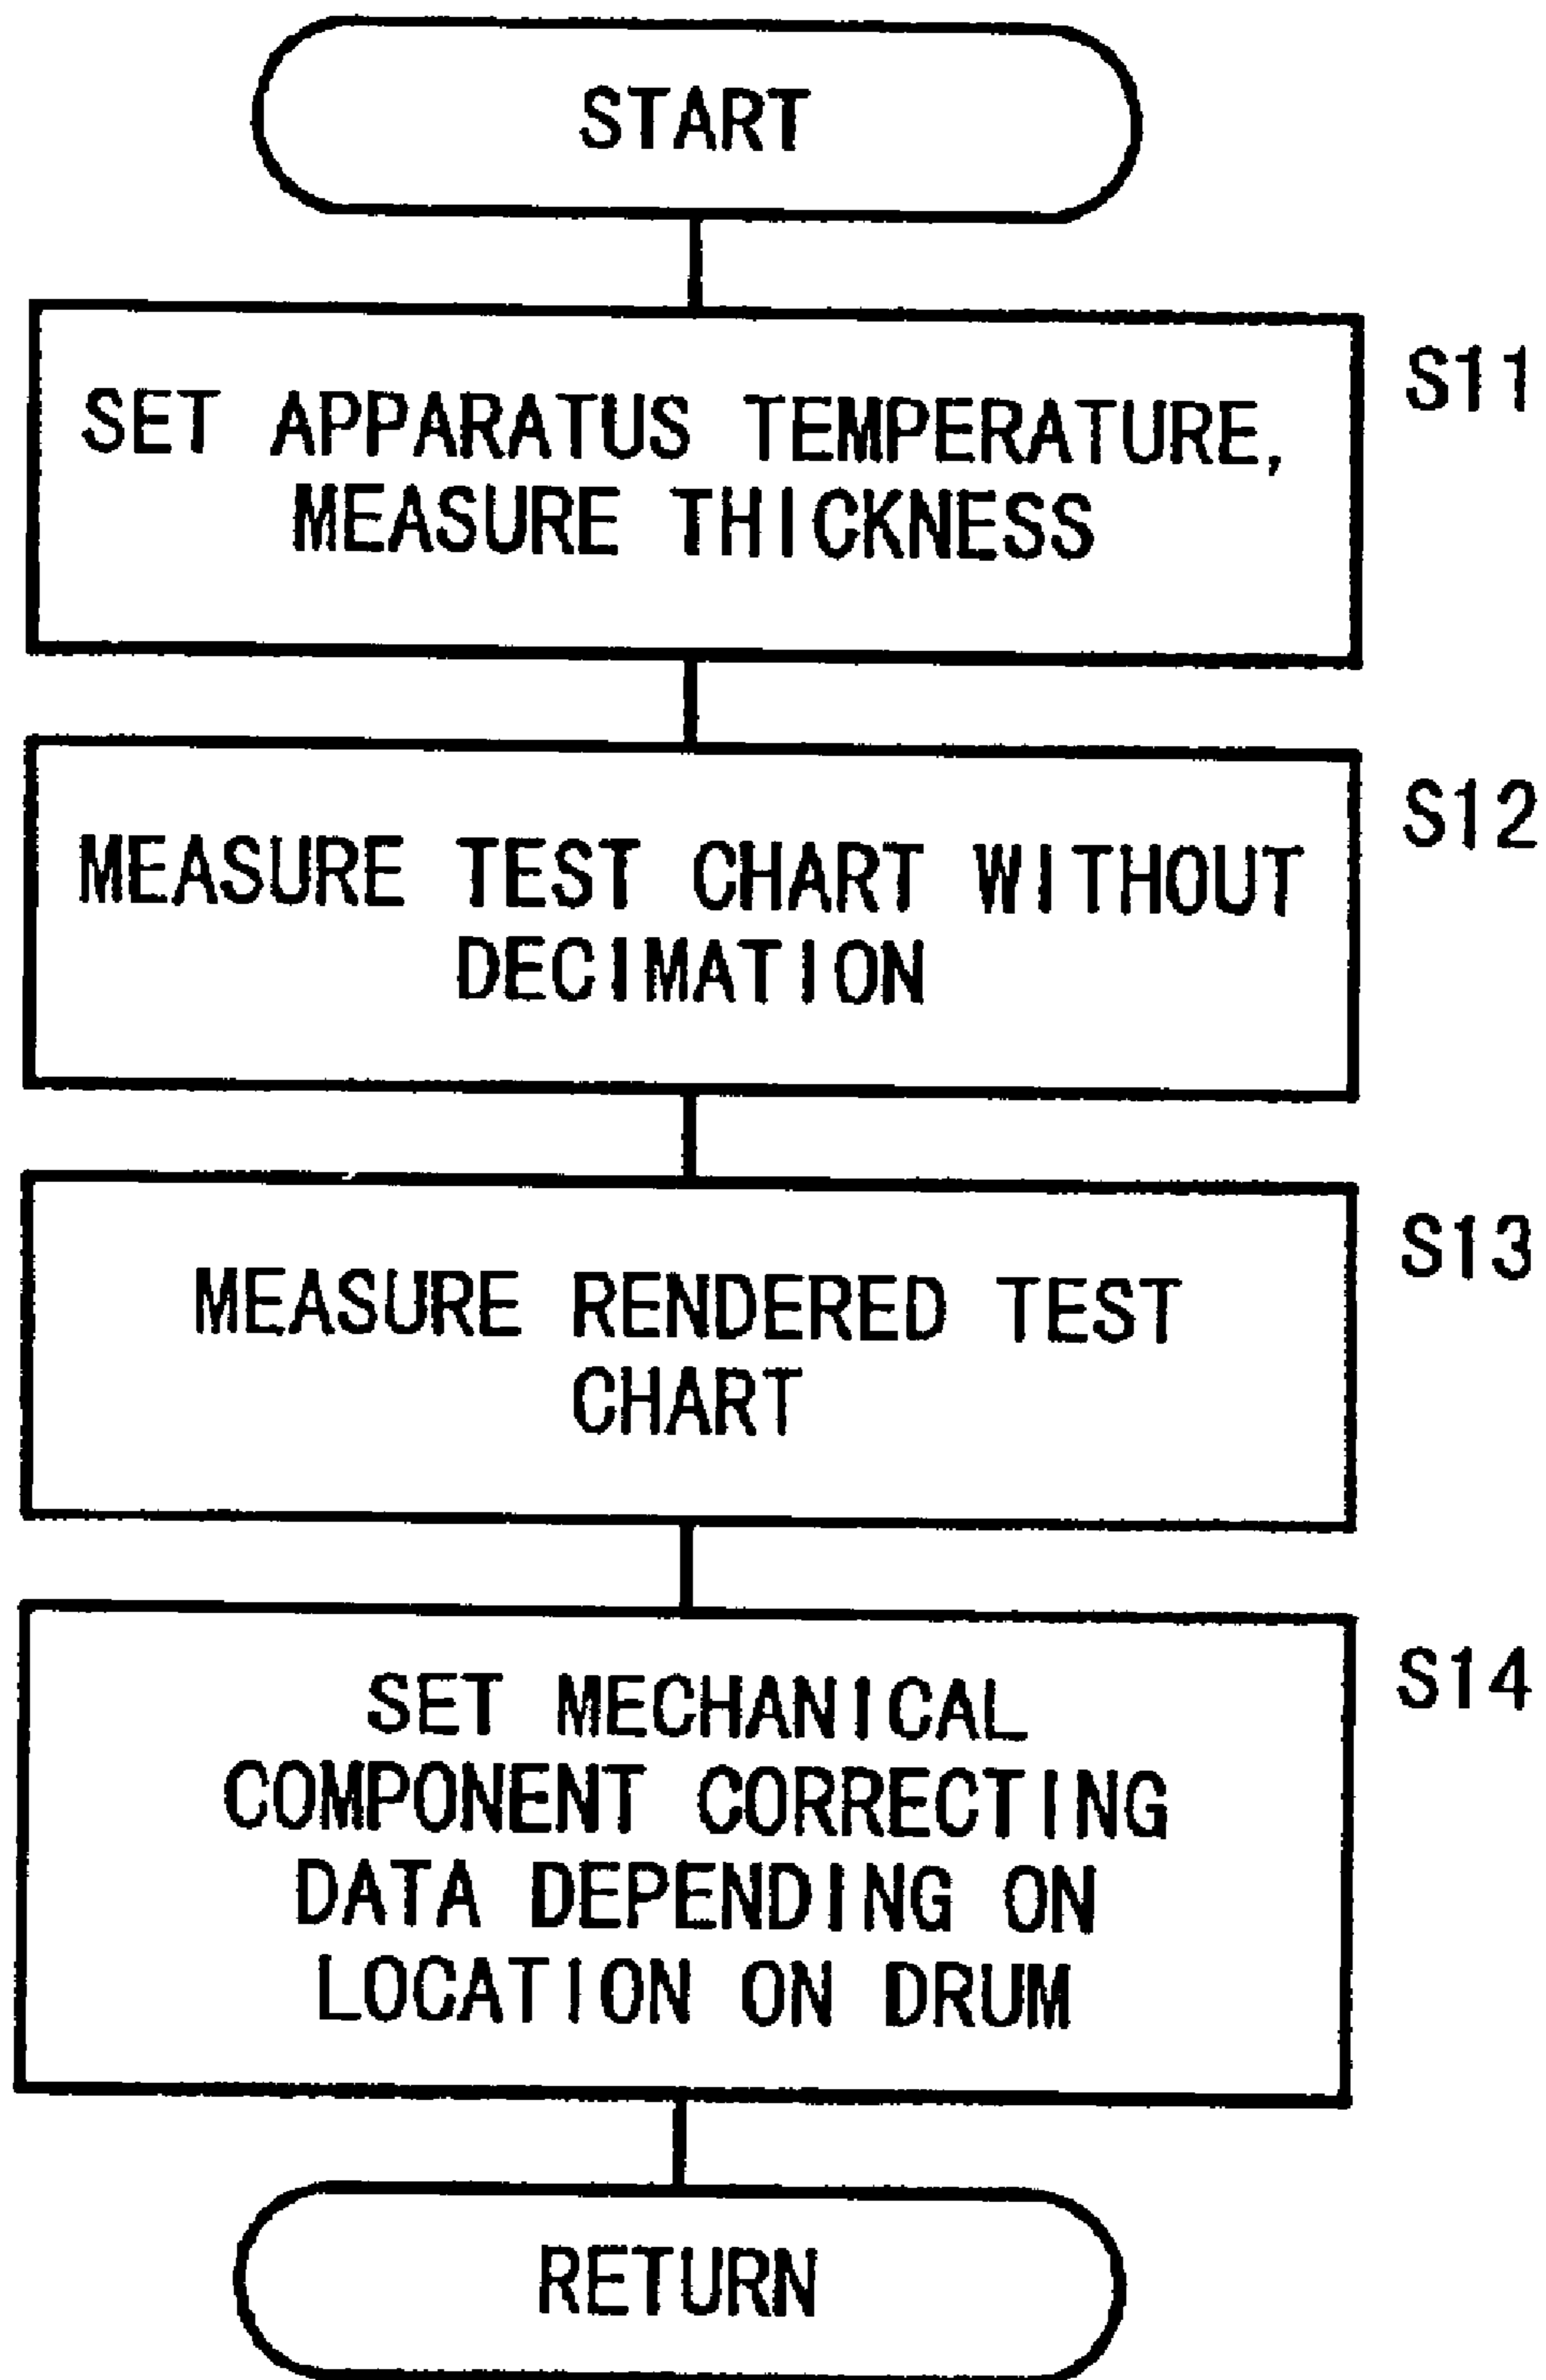 START
S11
SET APPARATUS TEMPERATURE,
MEASURE THICKNESS
S12
MEASURE TEST CHART WITHOUT
DECIMATION
S13
MEASURE RENDERED TEST
CHART
S14
SET MECHANICAL
COMPONENT CORRECTING
DATA DEPENDING ON
LOCATION ON DRUM
RETURN